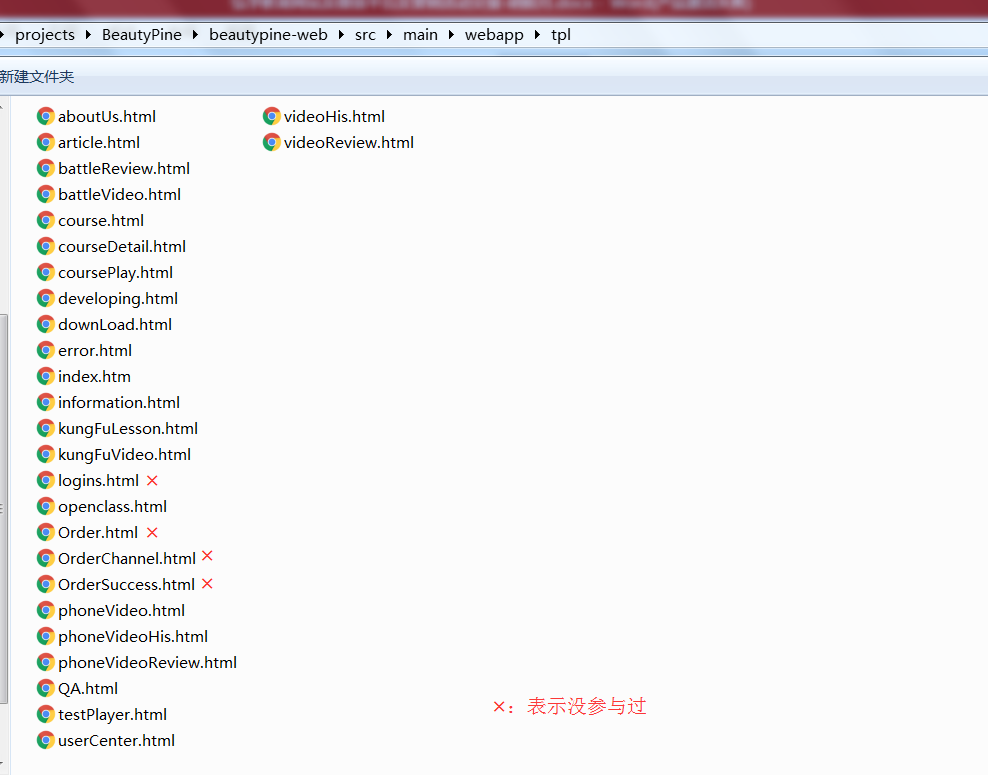 projects BeautyPine beautypine-web src main webapp tpl
新建文件夹
aboutUs.html
article.html
battleReview.html
battleVideo.html
course.html
courseDetail.html
coursePlay.html
developing.html
downLoad.html
error.html
index.htm
information.html
kungFuLesson.html
kungFuVideo.html
logins.html ×
openclass.html
Order.html ×
OrderChannel.html ×
OrderSuccess.html ×
phoneVideo.html
phoneVideoHis.html
phoneVideoReview.html
QA.html
testPlayer.html
userCenter.html
videoHis.html
videoReview.html
×：表示没参与过